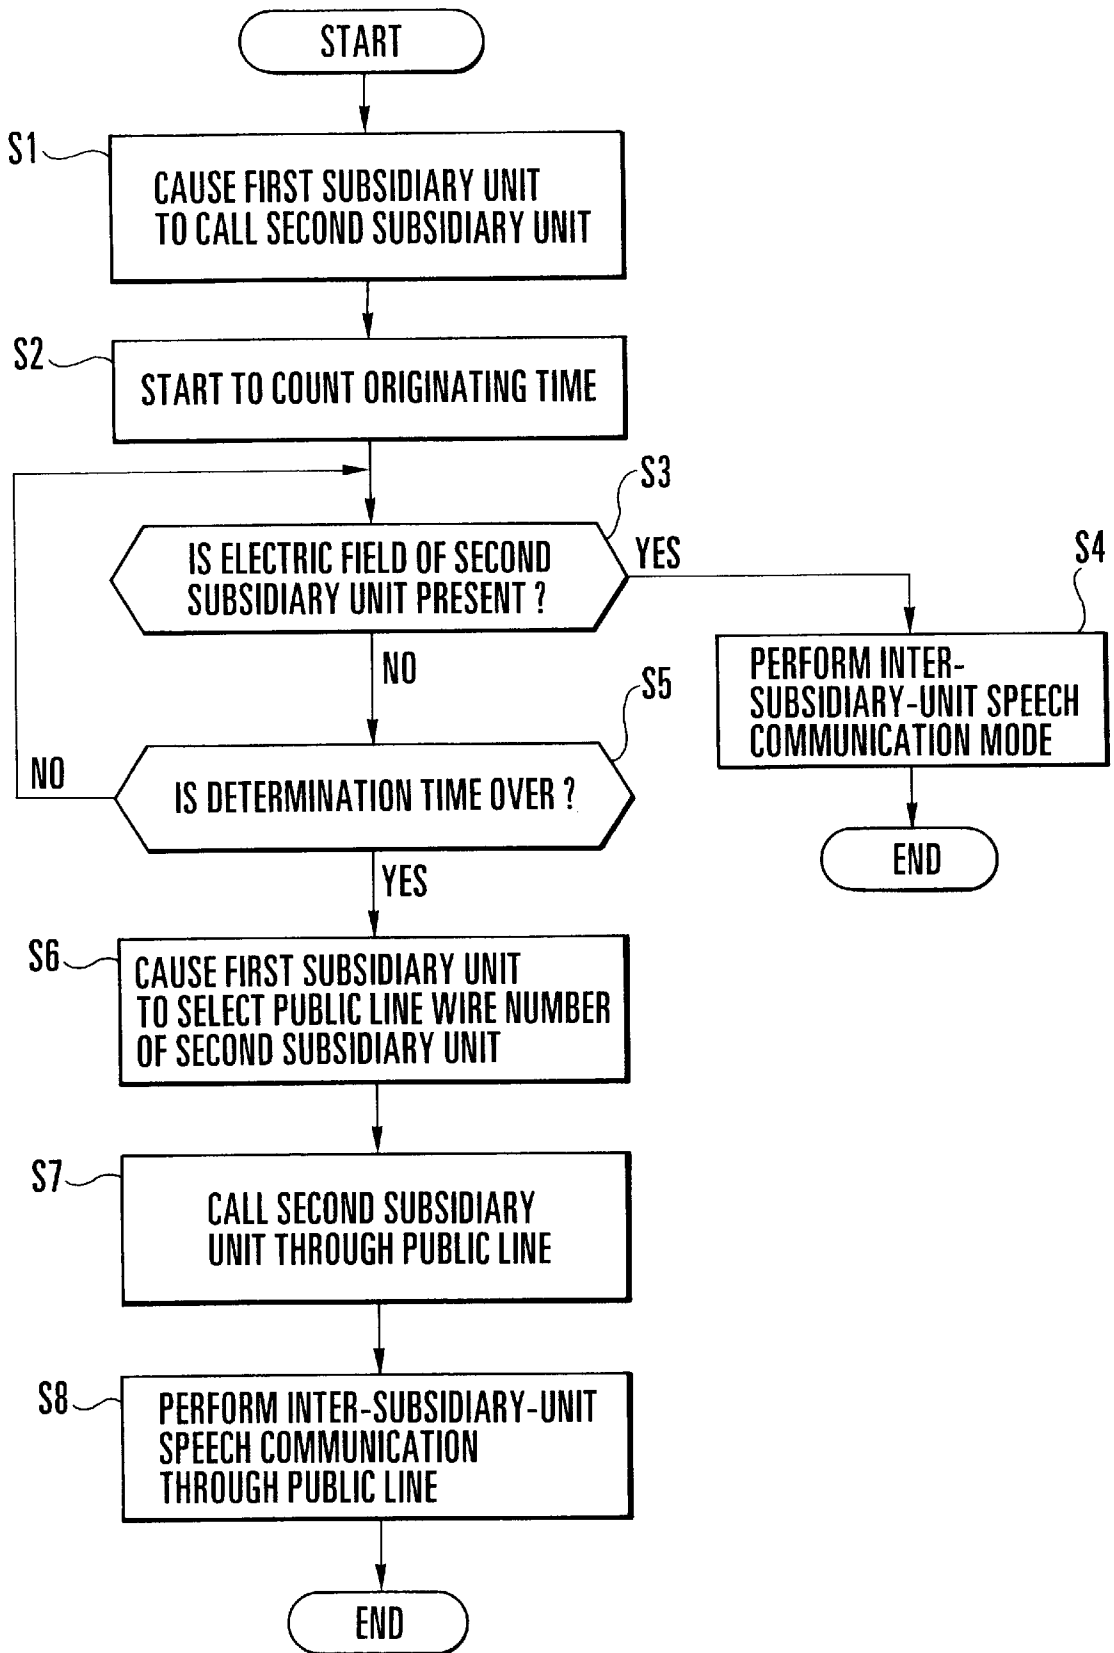 START
S1
CAUSE FIRST SUBSIDIARY UNIT
TO CALL SECOND SUBSIDIARY UNIT
S2
START TO COUNT ORIGINATING TIME
S3
IS ELECTRIC FIELD OF SECOND
SUBSIDIARY UNIT PRESENT ?
YES
S4
PERFORM INTER-
SUBSIDIARY-UNIT SPEECH
COMMUNICATION MODE
END
NO
S5
IS DETERMINATION TIME OVER ?
NO
YES
S6
CAUSE FIRST SUBSIDIARY UNIT
TO SELECT PUBLIC LINE WIRE NUMBER
OF SECOND SUBSIDIARY UNIT
S7
CALL SECOND SUBSIDIARY
UNIT THROUGH PUBLIC LINE
S8
PERFORM INTER-SUBSIDIARY-UNIT
SPEECH COMMUNICATION
THROUGH PUBLIC LINE
END